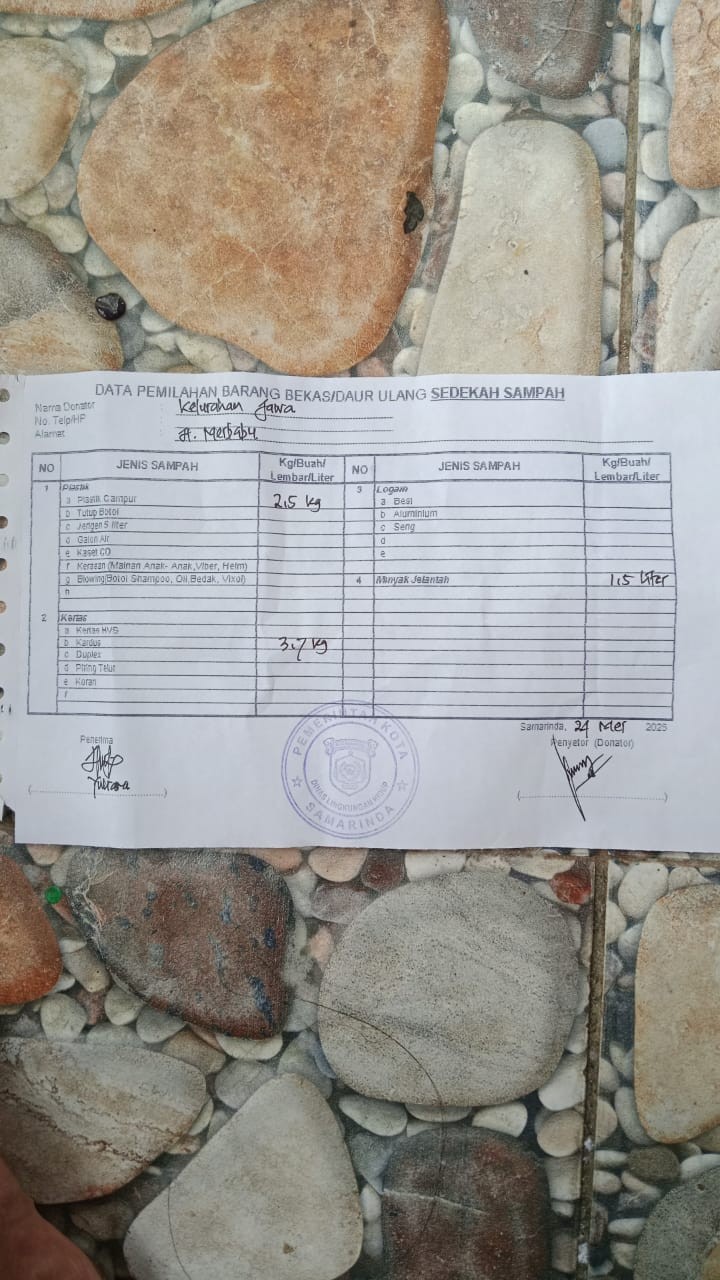 DATA PEMILAHAN BARANG BEKAS/DAUR ULANG SEDEKAH SAMPAH
Nama Donator Kelurahan Jawa
No. Telp/HP
Alamat Jl. Merbabu
NO JENIS SAMPAH Kg/Buah/Lembar/Liter NO JENIS SAMPAH Kg/Buah/Lembar/Liter
1 Plastik
a Plastik Campur 2,5 kg
b Tutup Botol
c Jerigen 5 liter
d Galon Air
e Kaset CD
f Kerasan (Mainan Anak- Anak, Viber, Helm)
g Blowing (Botol Shampoo, Oli, Bedak, Vixol)
h
2 Kertas
a Kertas HVS
b Kardus 3,7 kg
c Duplex
d Piring Telur
e Koran
f
3 Logam
a Besi
b Aluminium
c Seng
d
e
4 Minyak Jelantah 1,5 liter
Samarinda, 24 Mer 2025
Penerima
Penyetor (Donator)
PEMERINTAH KOTA
DINAS LINGKUNGAN HIDUP
SAMARINDA